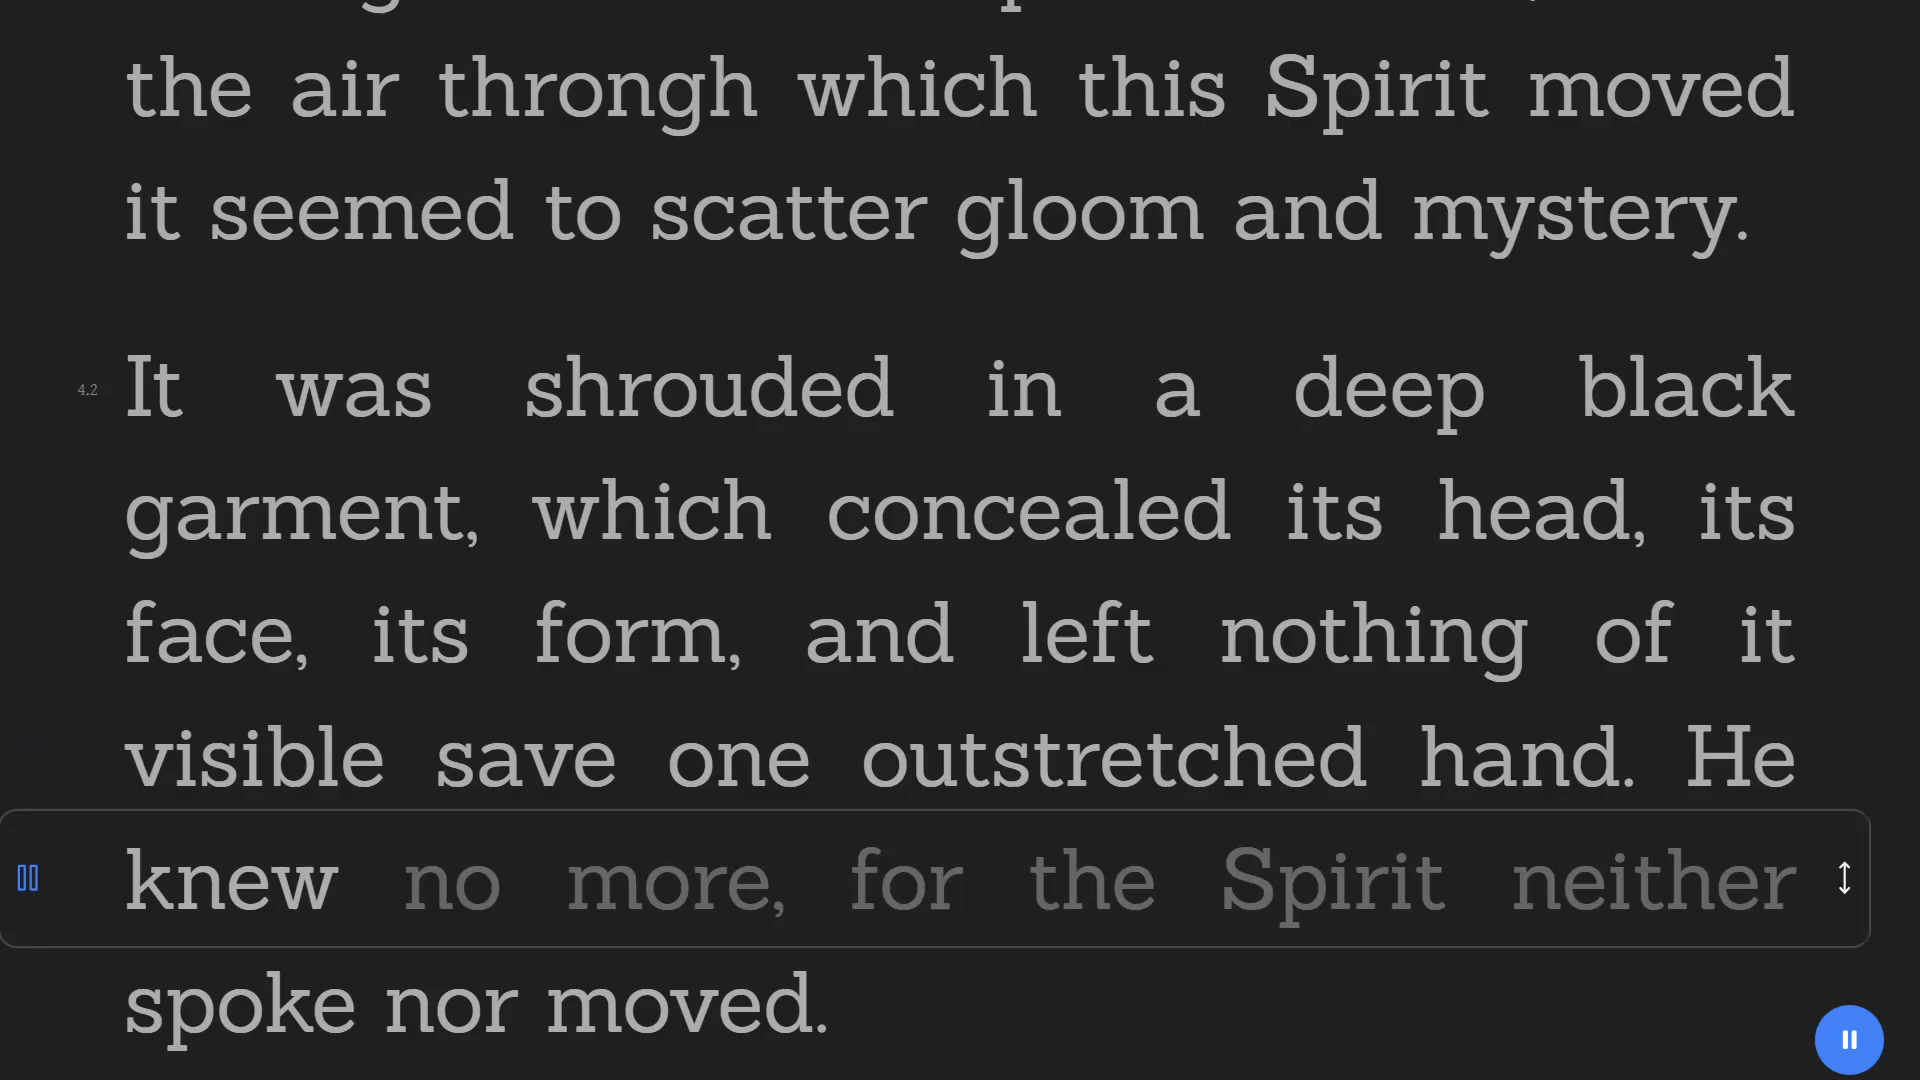 the air throngh which this Spirit moved
it seemed to scatter gloom and mystery.
4.2
It was shrouded in a deep black
garment, which concealed its head, its
face, its form, and left nothing of it
visible save one outstretched hand. He
knew no more, for the Spirit neither
spoke nor moved.